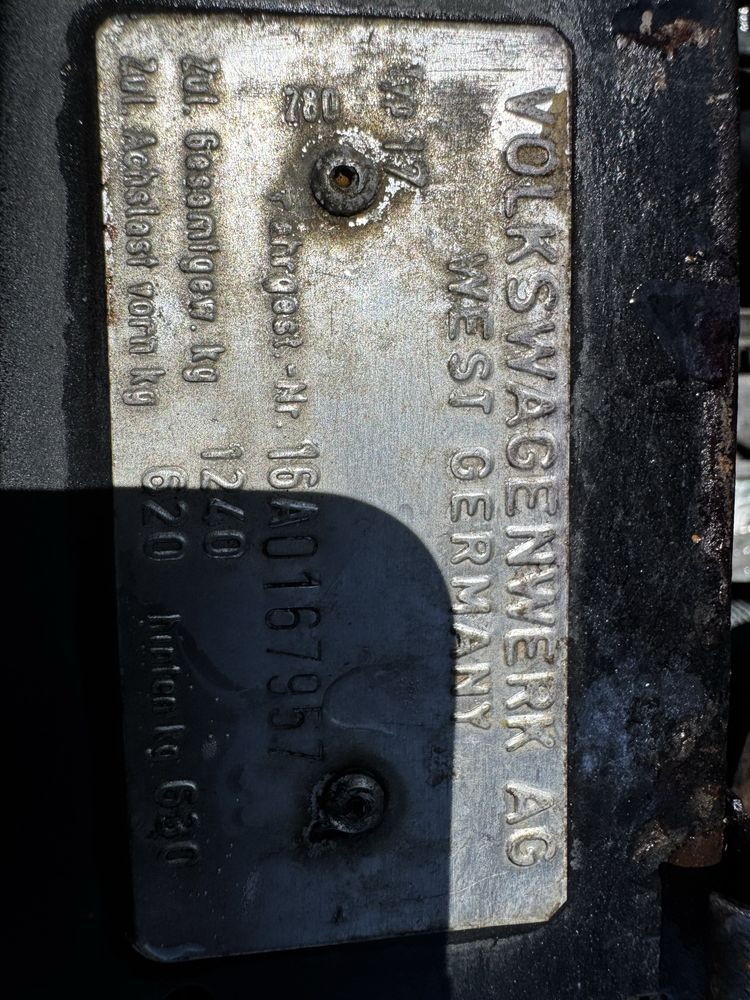 VOLKSWAGENWERK AG
WEST GERMANY
Typ 17
780
Fahrgest.-Nr. 16A0167957
Zul. Gesamtgew. kg 1240
Zul. Achslast vorn kg 620 hinten kg 630